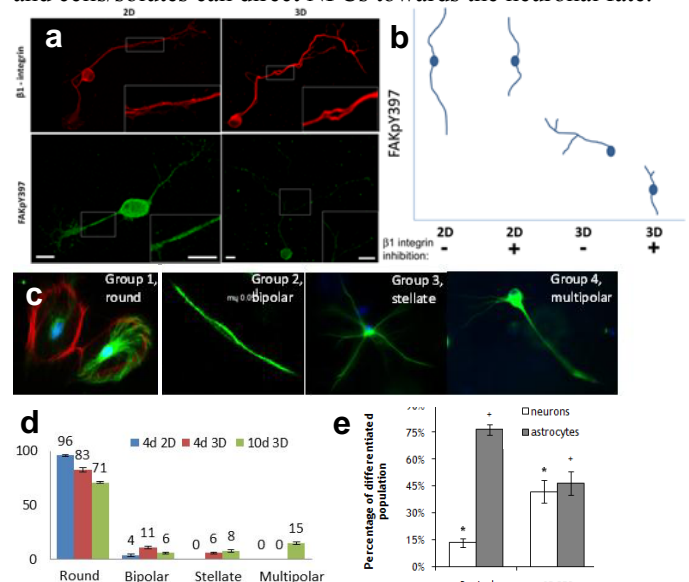 a
2D
3D
β1 - integrin
FAKpY397
b
FAKpY397
2D
2D
3D
3D
β1 integrin
inhibition:
-
+
-
+
c
Group 1,
round
Group 2,
bipolar
Group 3,
stellate
Group 4,
multipolar
d
4d 2D
4d 3D
10d 3D
100
50
0
96
83
71
4
11
6
0
6
8
0
0
15
Round
Bipolar
Stellate
Multipolar
e
neurons
astrocytes
Percentage of differentiated
population
90%
75%
60%
45%
30%
15%
0%
*
+
*
+